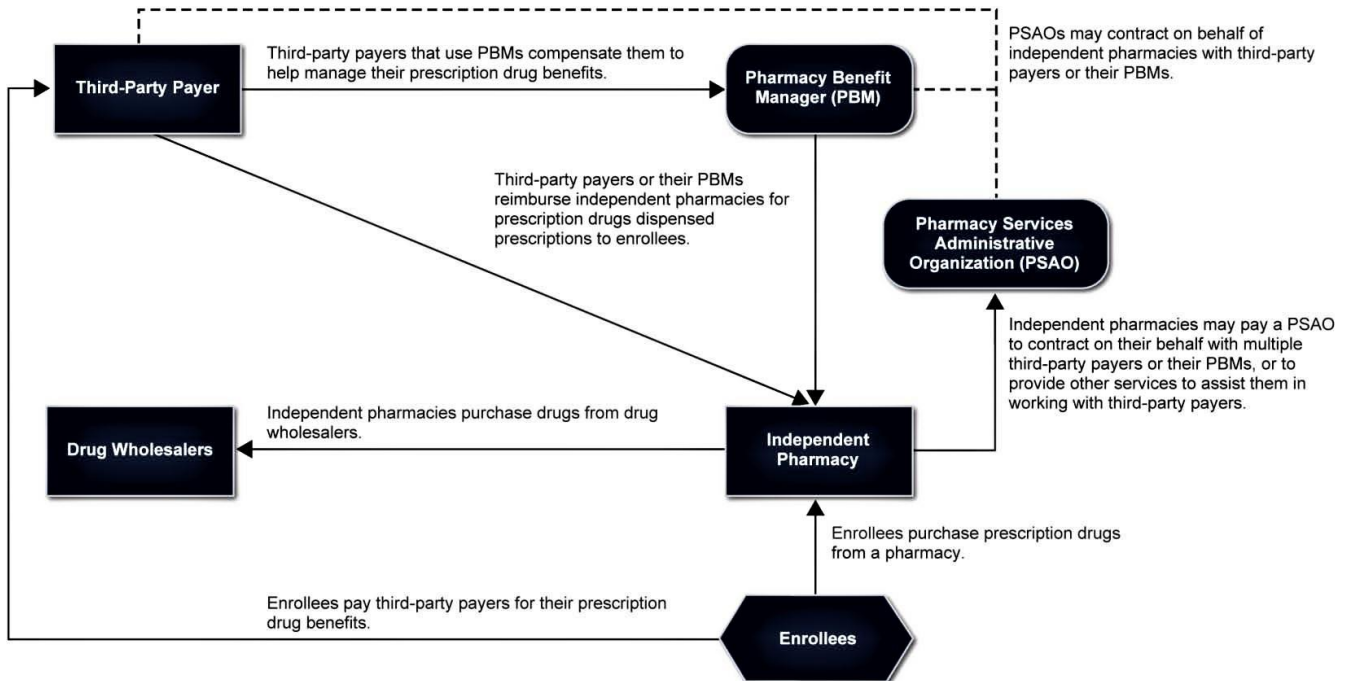 PSAOs may contract on behalf of
independent pharmacies with third-party
payers or their PBMs.
Third-party payers that use PBMs compensate them to
help manage their prescription drug benefits.
Third-Party Payer
Pharmacy Benefit
Manager (PBM)
Third-party payers or their PBMs
reimburse independent pharmacies for
prescription drugs dispensed
prescriptions to enrollees.
Pharmacy Services
Administrative
Organization (PSAO)
Independent pharmacies may pay a PSAO
to contract on their behalf with multiple
third-party payers or their PBMs, or to
provide other services to assist them in
working with third-party payers.
Independent pharmacies purchase drugs from drug
wholesalers.
Drug Wholesalers
Independent
Pharmacy
Enrollees purchase prescription drugs
from a pharmacy.
Enrollees pay third-party payers for their prescription
drug benefits.
Enrollees